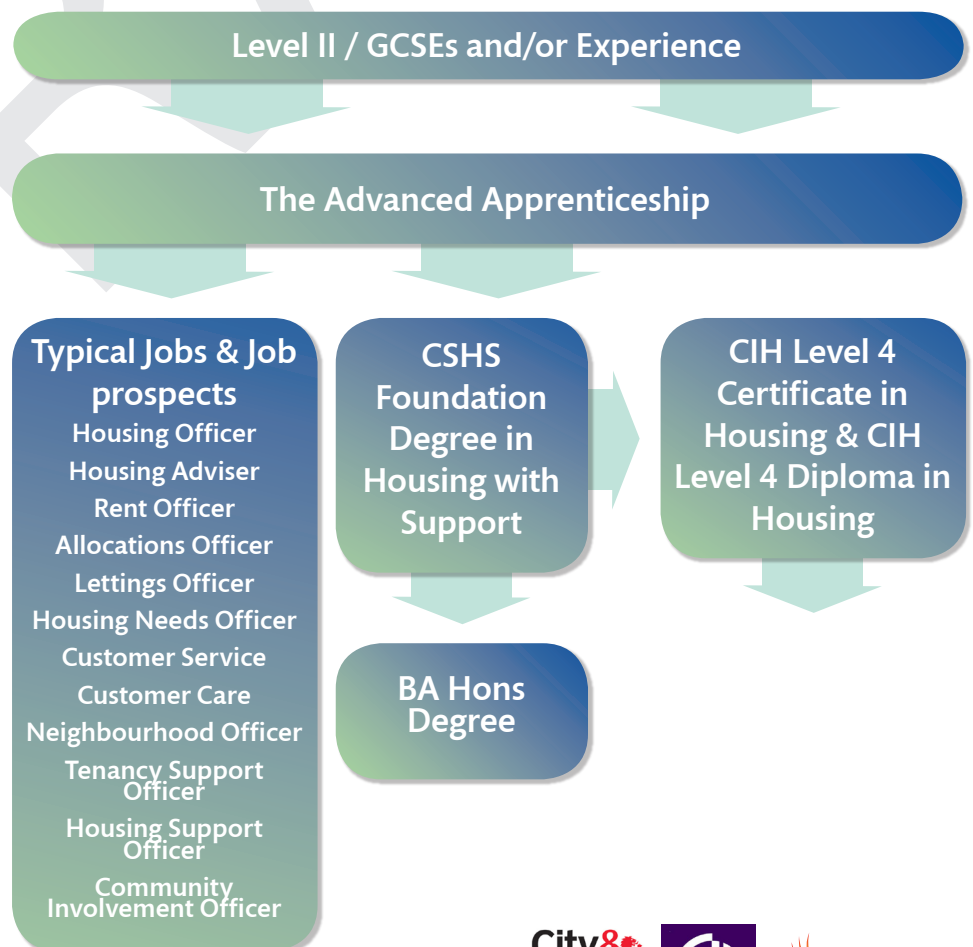 Level II / GCSEs and/or Experience
The Advanced Apprenticeship
Typical Jobs & Job
prospects
Housing Officer
Housing Adviser
Rent Officer
Allocations Officer
Lettings Officer
Housing Needs Officer
Customer Service
Customer Care
Neighbourhood Officer
Tenancy Support
Officer
Housing Support
Officer
Community
Involvement Officer
CSHS
Foundation
Degree in
Housing with
Support
CIH Level 4
Certificate in
Housing & CIH
Level 4 Diploma in
Housing
BA Hons
Degree
City&